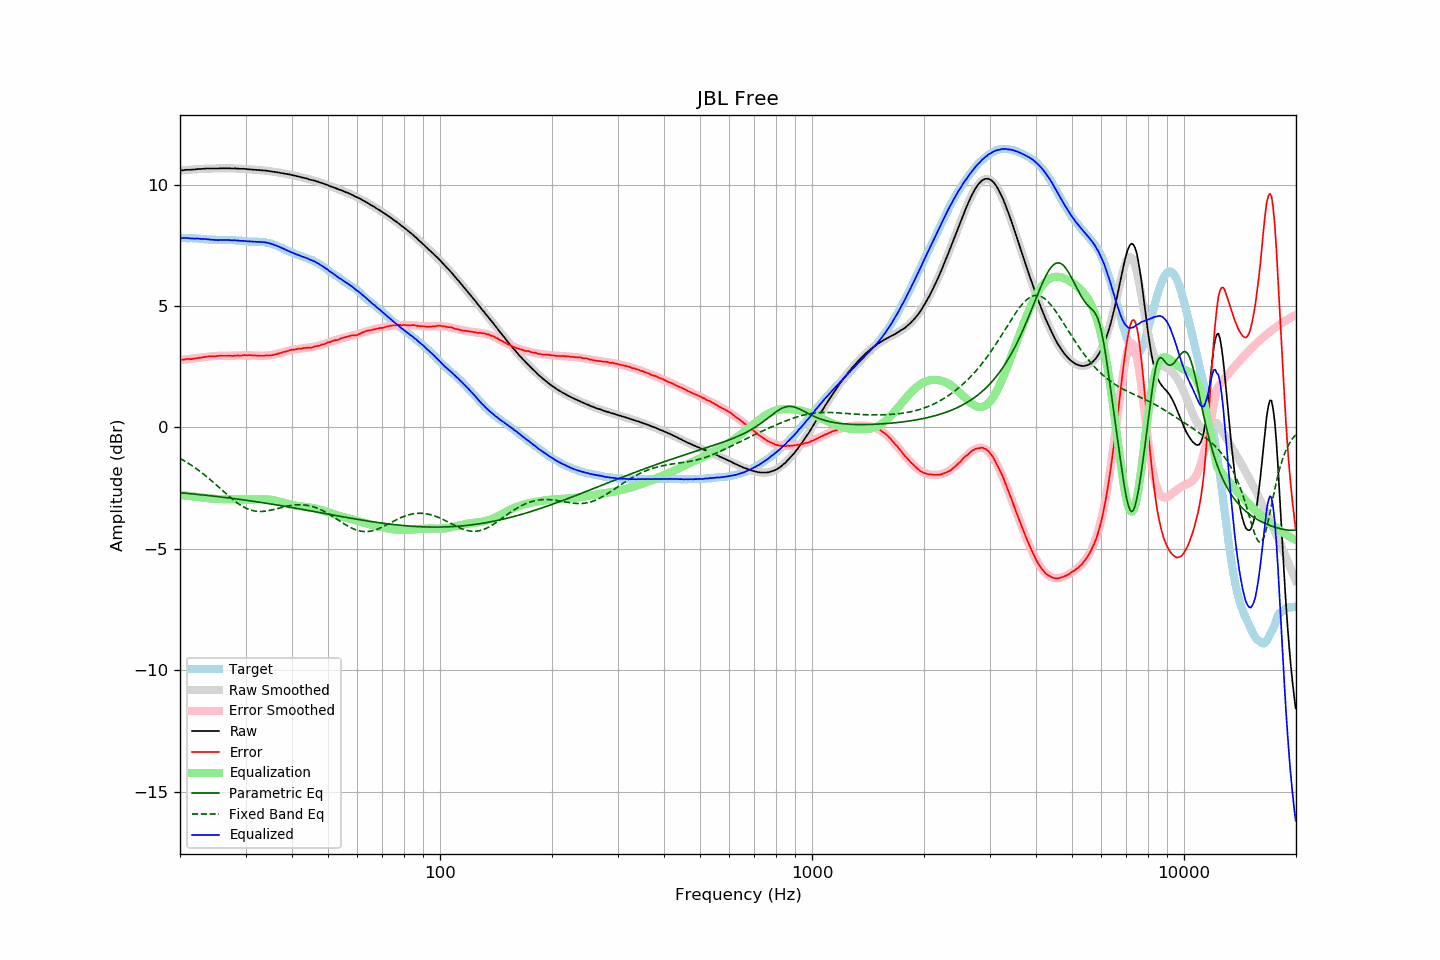 JBL Free
Amplitude (dBr)
10
5
0
−5
−10
−15
100
1000
10000
Frequency (Hz)
Target
Raw Smoothed
Error Smoothed
Raw
Error
Equalization
Parametric Eq
Fixed Band Eq
Equalized